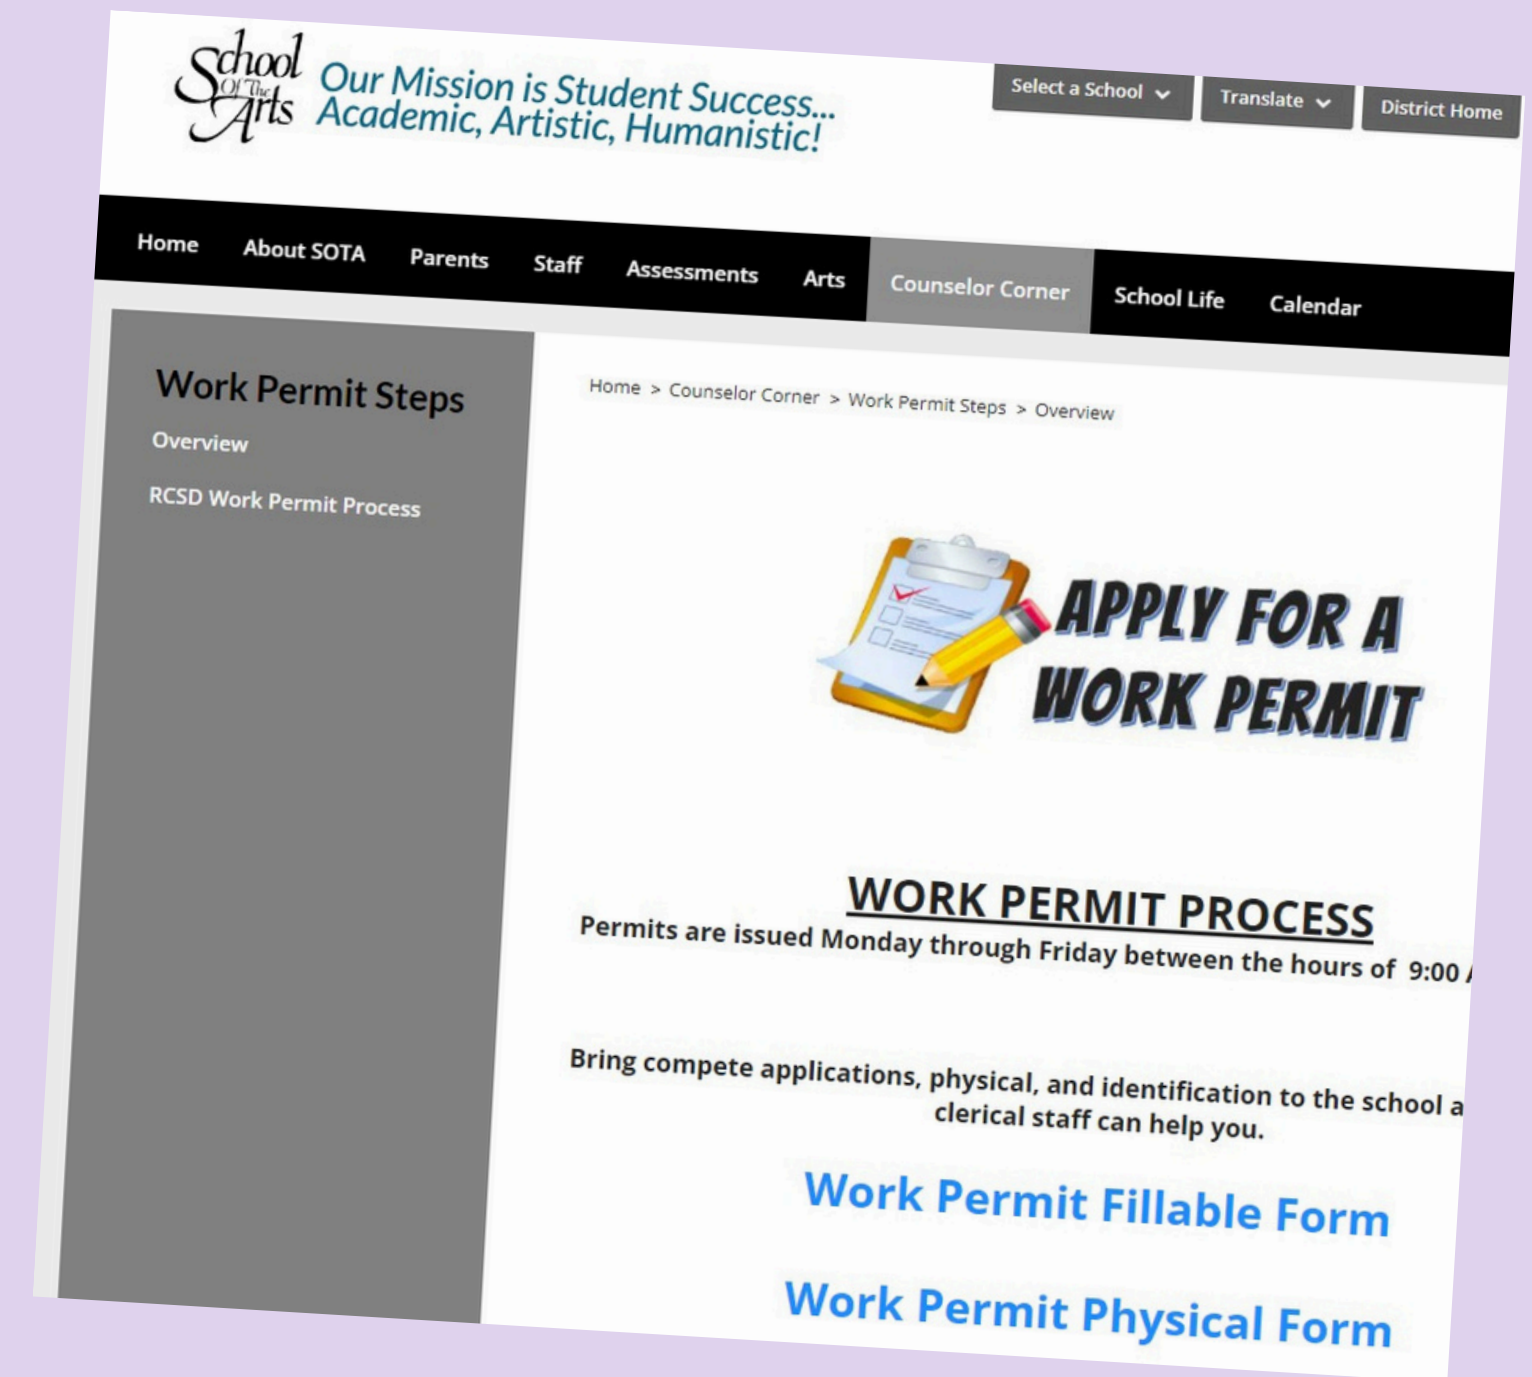 School
Of The
Arts
Our Mission is Student Success...
Academic, Artistic, Humanistic!
Select a School
Translate
District Home
Home
About SOTA
Parents
Staff
Assessments
Arts
Counselor Corner
School Life
Calendar
Work Permit Steps
Overview
RCSD Work Permit Process
Home > Counselor Corner > Work Permit Steps > Overview
APPLY FOR A
WORK PERMIT
WORK PERMIT PROCESS
Permits are issued Monday through Friday between the hours of 9:00
Bring compete applications, physical, and identification to the school a
clerical staff can help you.
Work Permit Fillable Form
Work Permit Physical Form